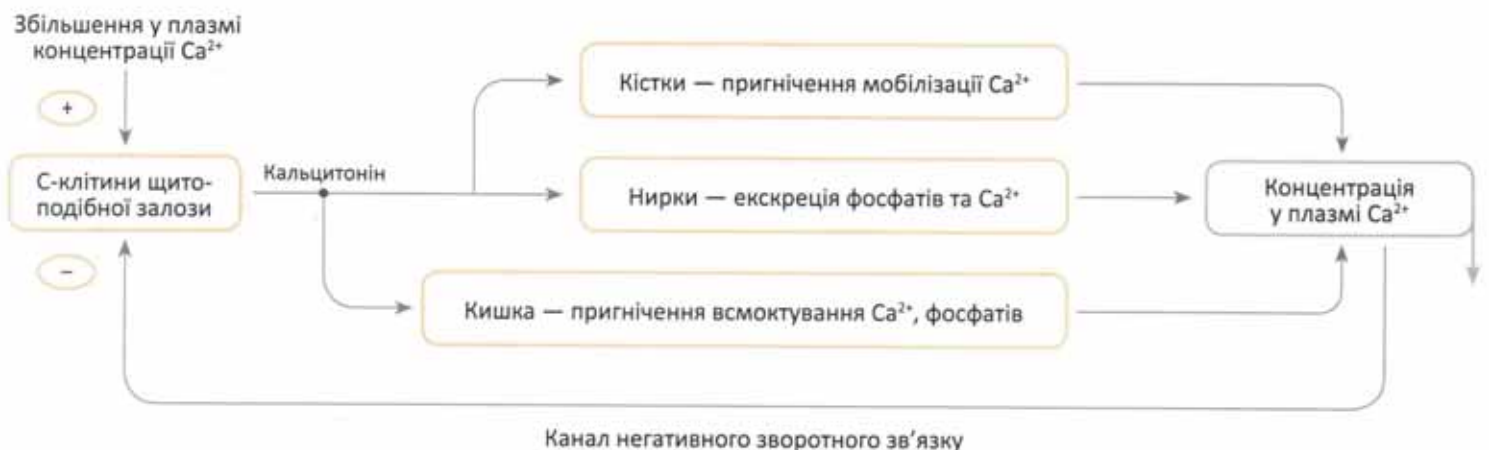 Збільшення у плазмі
концентрації Ca²⁺
+
С-клітини щито-
подібної залози
−
Кальцитонін
Кістки — пригнічення мобілізації Ca²⁺
Нирки — екскреція фосфатів та Ca²⁺
Кишка — пригнічення всмоктування Ca²⁺, фосфатів
Концентрація
у плазмі Ca²⁺
Канал негативного зворотного зв'язку